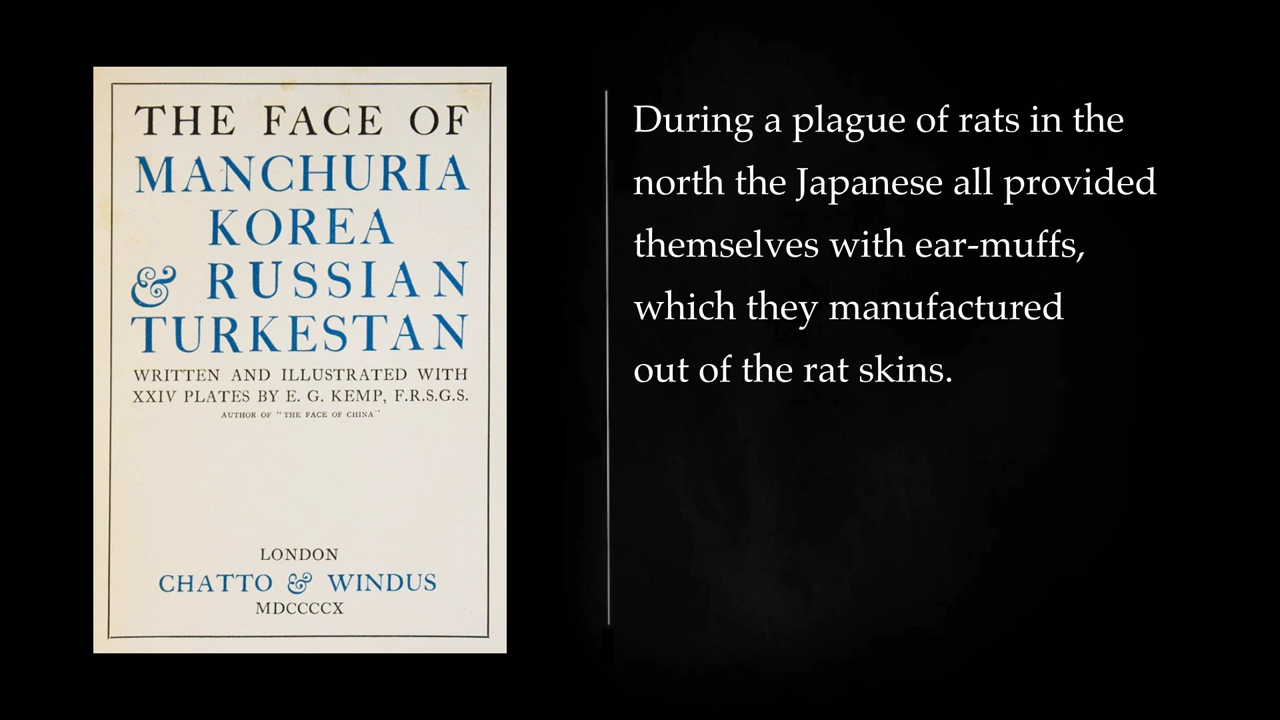 THE FACE OF
MANCHURIA
KOREA
& RUSSIAN
TURKESTAN
WRITTEN AND ILLUSTRATED WITH
XXIV PLATES BY E. G. KEMP, F.R.S.G.S.
AUTHOR OF "THE FACE OF CHINA"
LONDON
CHATTO & WINDUS
MDCCCCX
During a plague of rats in the
north the Japanese all provided
themselves with ear-muffs,
which they manufactured
out of the rat skins.